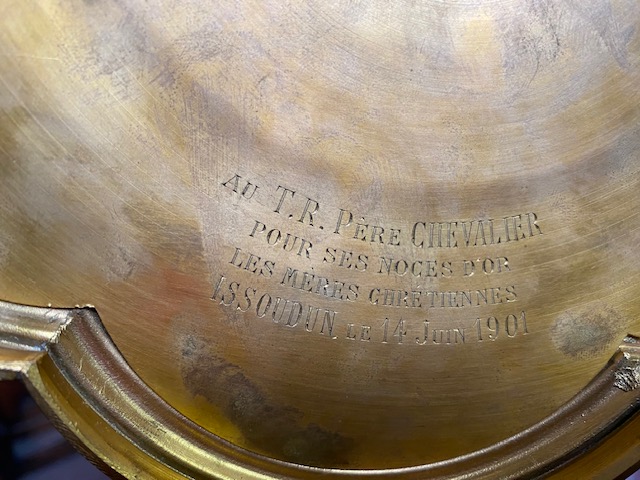 AU T.R. PÈRE CHEVALIER
POUR SES NOCES D'OR
LES MÈRES CHRÉTIENNES
ISSOUDUN LE 14 JUIN 1901